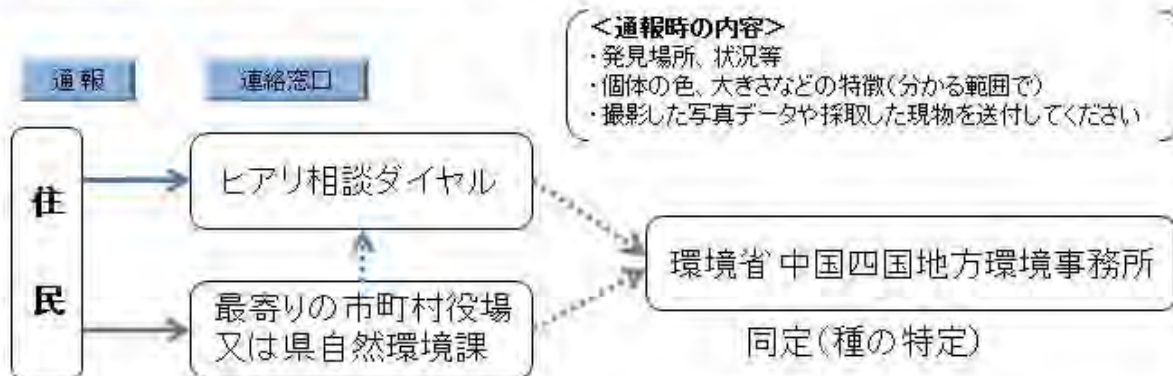 <通報時の内容>
・発見場所、状況等
・個体の色、大きさなどの特徴(分かる範囲で)
・撮影した写真データや採取した現物を送付してください
通報
連絡窓口
住民
ヒアリ相談ダイヤル
最寄りの市町村役場
又は県自然環境課
環境省 中国四国地方環境事務所
同定(種の特定)